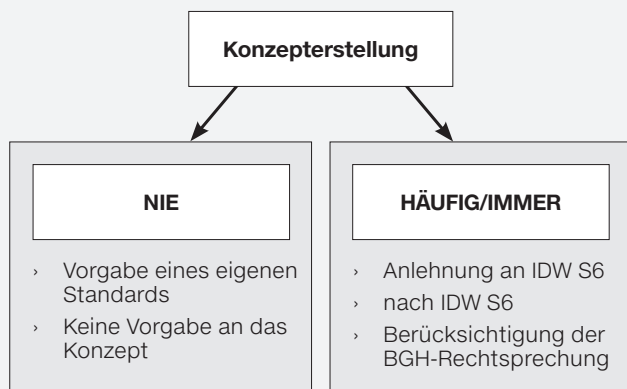 Konzepterstellung
NIE
› Vorgabe eines eigenen
Standards
› Keine Vorgabe an das
Konzept
HÄUFIG/IMMER
› Anlehnung an IDW S6
› nach IDW S6
› Berücksichtigung der
BGH-Rechtsprechung